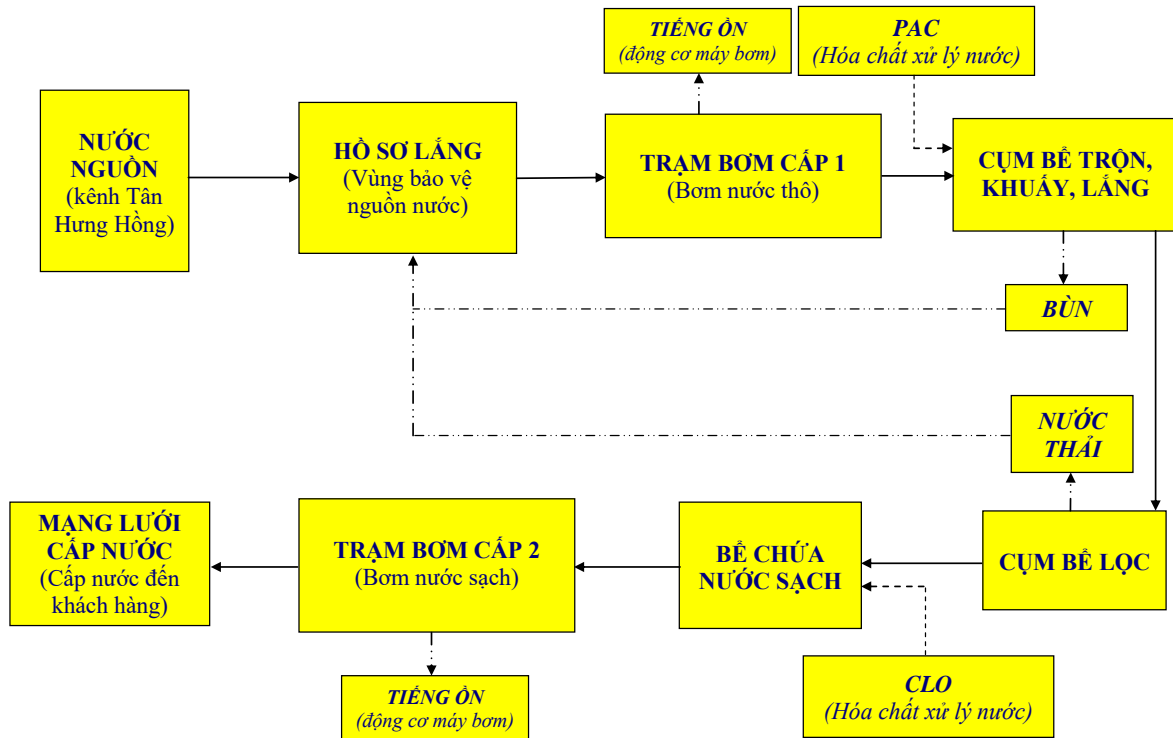 TIẾNG ỒN
(động cơ máy bơm)
PAC
(Hóa chất xử lý nước)
NƯỚC
NGUỒN
(kênh Tân
Hưng Hồng)
HỒ SƠ LẮNG
(Vùng bảo vệ
nguồn nước)
TRẠM BƠM CẤP 1
(Bơm nước thô)
CỤM BỂ TRỘN,
KHUẤY, LẮNG
BÙN
NƯỚC
THẢI
MẠNG LƯỚI
CẤP NƯỚC
(Cấp nước đến
khách hàng)
TRẠM BƠM CẤP 2
(Bơm nước sạch)
BỂ CHỨA
NƯỚC SẠCH
CỤM BỂ LỌC
TIẾNG ỒN
(động cơ máy bơm)
CLO
(Hóa chất xử lý nước)